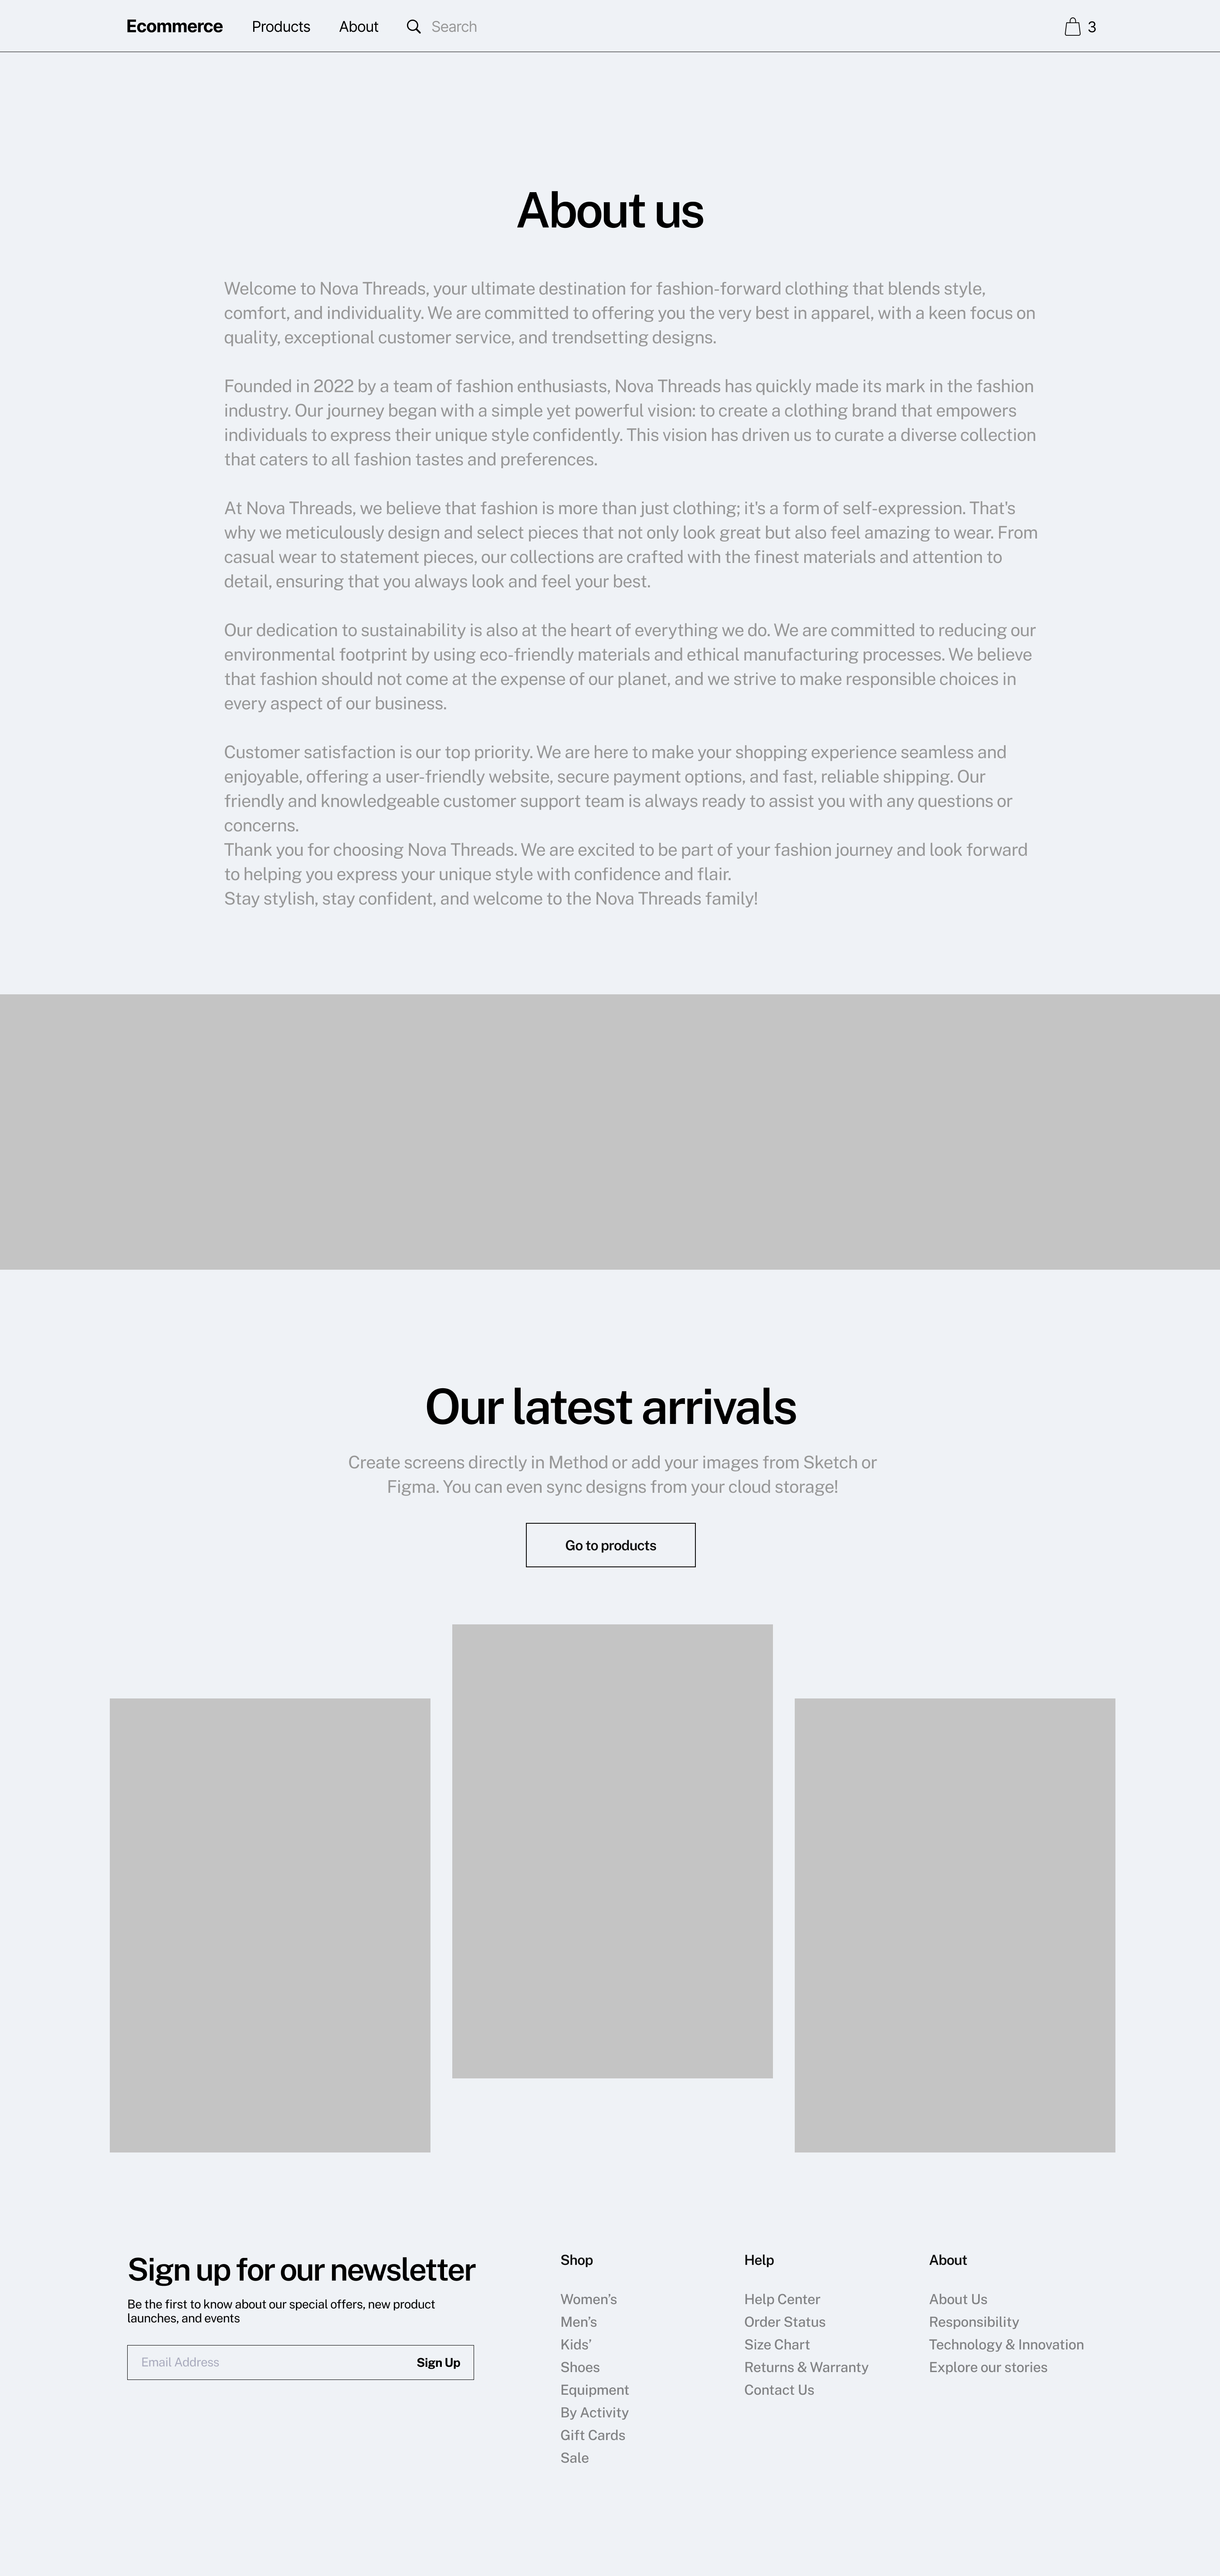 Ecommerce Products About Search 3
About us
Welcome to Nova Threads, your ultimate destination for fashion-forward clothing that blends style,
comfort, and individuality. We are committed to offering you the very best in apparel, with a keen focus on
quality, exceptional customer service, and trendsetting designs.
Founded in 2022 by a team of fashion enthusiasts, Nova Threads has quickly made its mark in the fashion
industry. Our journey began with a simple yet powerful vision: to create a clothing brand that empowers
individuals to express their unique style confidently. This vision has driven us to curate a diverse collection
that caters to all fashion tastes and preferences.
At Nova Threads, we believe that fashion is more than just clothing; it's a form of self-expression. That's
why we meticulously design and select pieces that not only look great but also feel amazing to wear. From
casual wear to statement pieces, our collections are crafted with the finest materials and attention to
detail, ensuring that you always look and feel your best.
Our dedication to sustainability is also at the heart of everything we do. We are committed to reducing our
environmental footprint by using eco-friendly materials and ethical manufacturing processes. We believe
that fashion should not come at the expense of our planet, and we strive to make responsible choices in
every aspect of our business.
Customer satisfaction is our top priority. We are here to make your shopping experience seamless and
enjoyable, offering a user-friendly website, secure payment options, and fast, reliable shipping. Our
friendly and knowledgeable customer support team is always ready to assist you with any questions or
concerns.
Thank you for choosing Nova Threads. We are excited to be part of your fashion journey and look forward
to helping you express your unique style with confidence and flair.
Stay stylish, stay confident, and welcome to the Nova Threads family!
Our latest arrivals
Create screens directly in Method or add your images from Sketch or
Figma. You can even sync designs from your cloud storage!
Go to products
Sign up for our newsletter
Be the first to know about our special offers, new product
launches, and events
Email Address Sign Up
Shop
Women’s
Men’s
Kids’
Shoes
Equipment
By Activity
Gift Cards
Sale
Help
Help Center
Order Status
Size Chart
Returns & Warranty
Contact Us
About
About Us
Responsibility
Technology & Innovation
Explore our stories